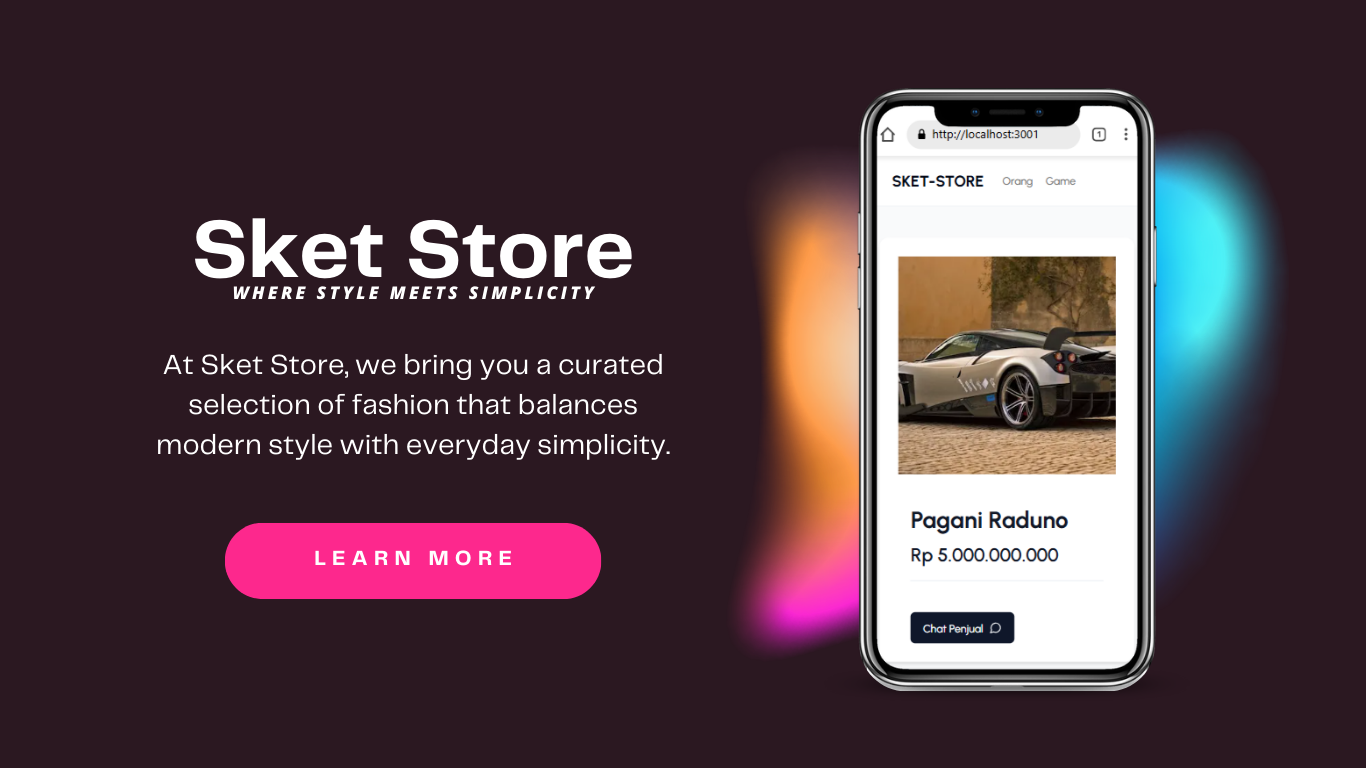 Sket Store
WHERE STYLE MEETS SIMPLICITY
At Sket Store, we bring you a curated
selection of fashion that balances
modern style with everyday simplicity.
LEARN MORE
http://localhost:3001
1
SKET-STORE Orang Game
Pagani Raduno
Rp 5.000.000.000
Chat Penjual